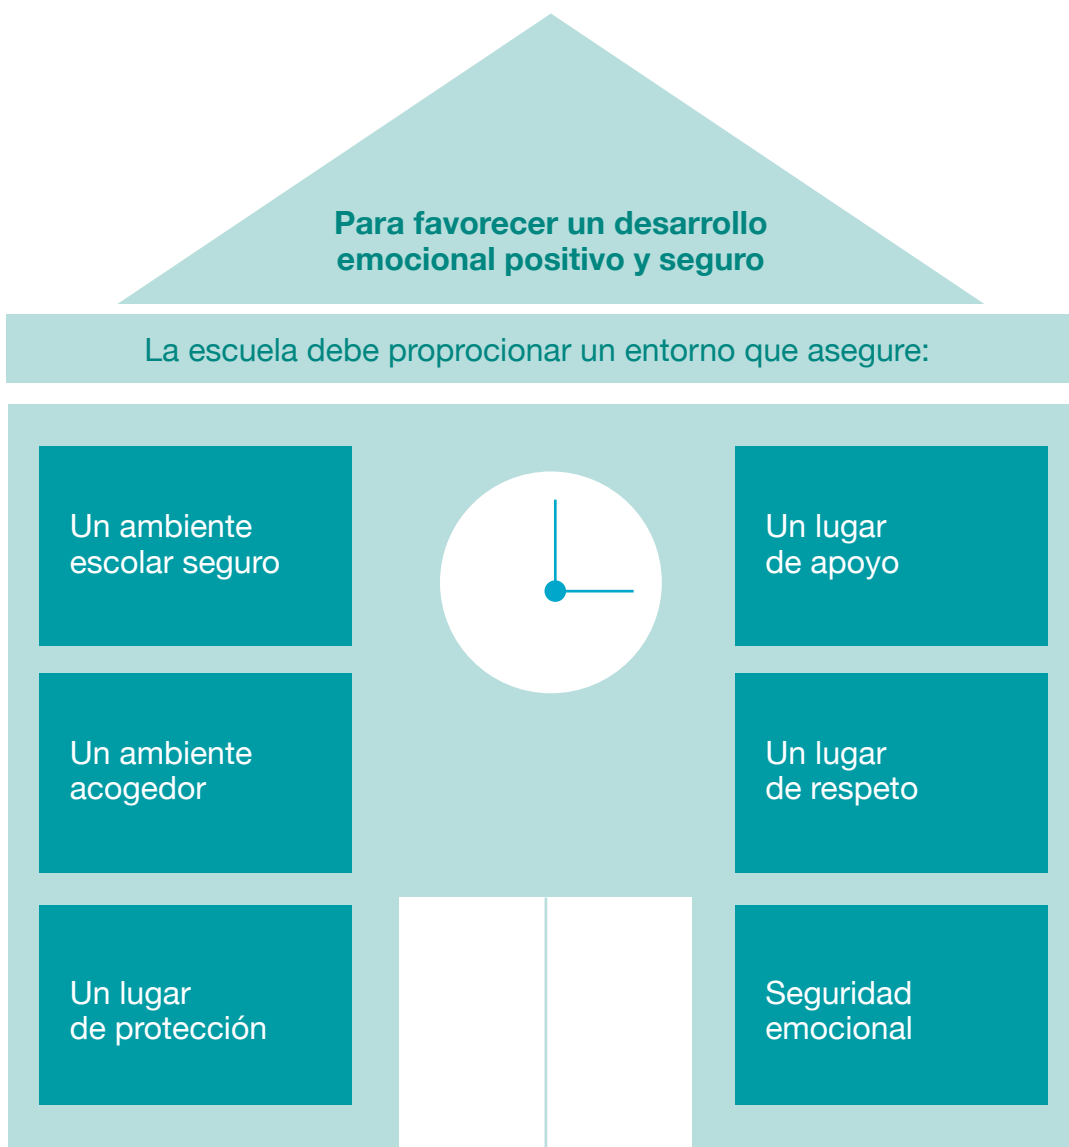 Para favorecer un desarrollo
emocional positivo y seguro
La escuela debe proprocionar un entorno que asegure:
Un ambiente
escolar seguro
Un ambiente
acogedor
Un lugar
de protección
Un lugar
de apoyo
Un lugar
de respeto
Seguridad
emocional